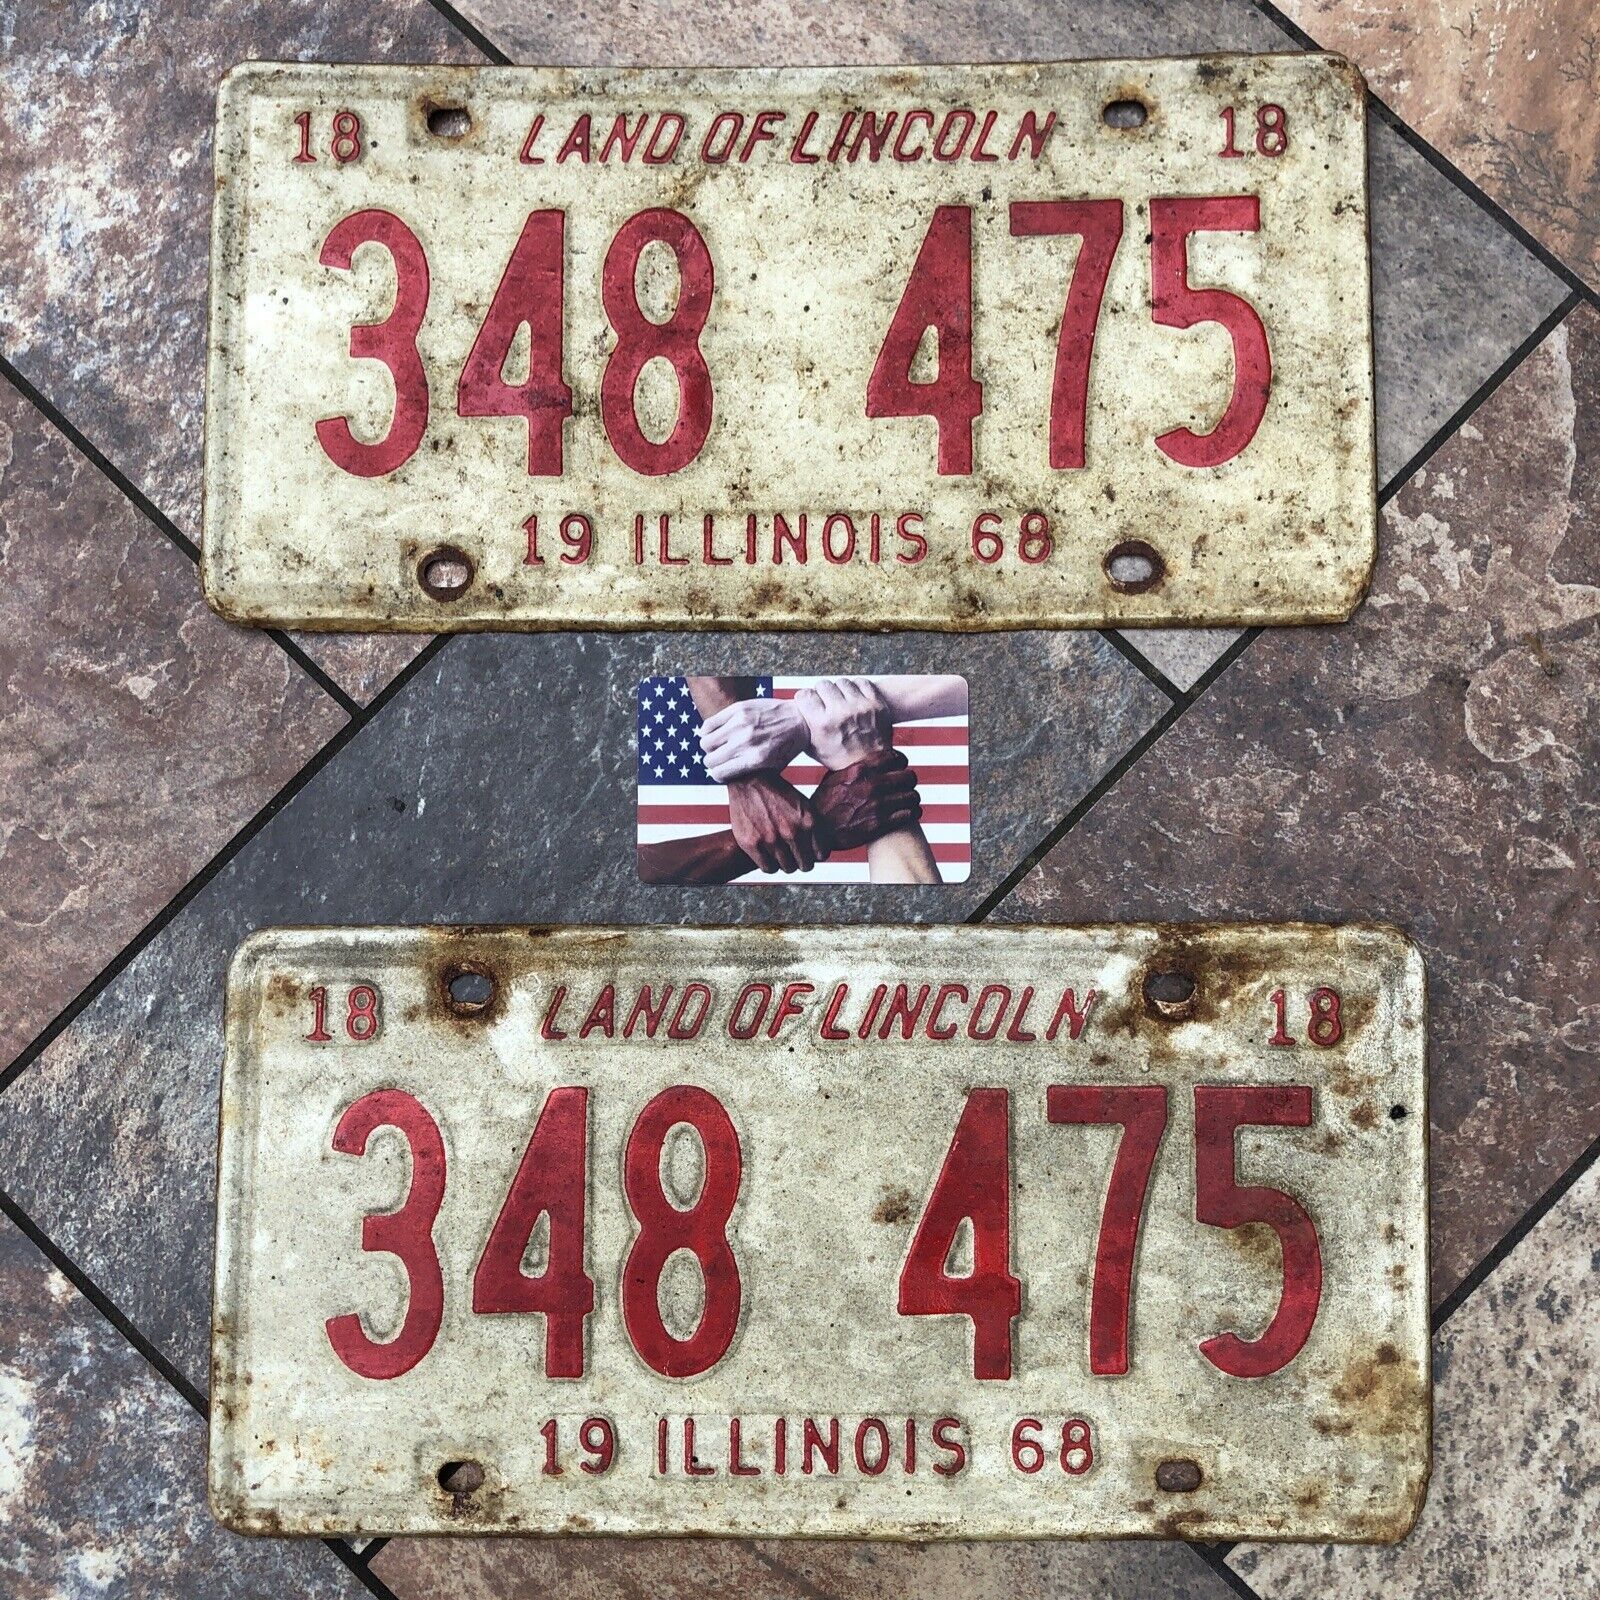 18 LAND OF LINCOLN 18
348 475
19 ILLINOIS 68
18 LAND OF LINCOLN 18
348 475
19 ILLINOIS 68